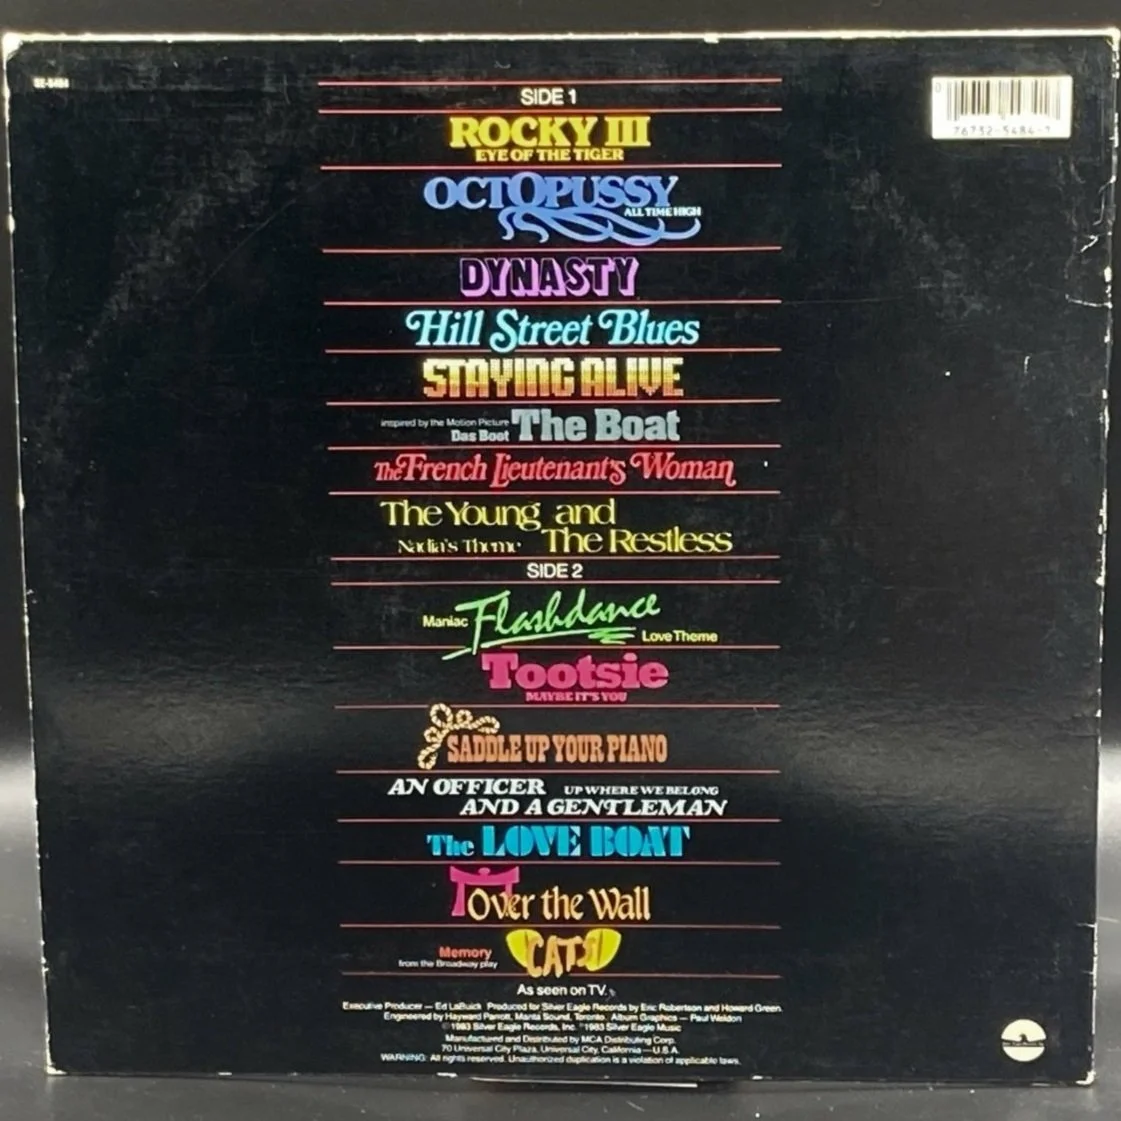 SIDE 1
ROCKY III
EYE OF THE TIGER
OCTOPUSSY
ALL TIME HIGH
DYNASTY
Hill Street Blues
STAYING ALIVE
inspired by the Motion Picture
Das Boot The Boat
The French Lieutenant's Woman
The Young and
Nadia's Theme The Restless
SIDE 2
Maniac Flashdance Love Theme
Tootsie
MAYBE IT'S YOU
SADDLE UP YOUR PIANO
AN OFFICER UP WHERE WE BELONG
AND A GENTLEMAN
The LOVE BOAT
Over the Wall
Memory CATS
from the Broadway play
As seen on TV.
Executive Producer — Ed LaBuick Produced for Silver Eagle Records by Eric Robertson and Howard Green.
Engineered by Hayward Parrott, Manta Sound, Toronto. Album Graphics — Paul Weldon
© 1983 Silver Eagle Records, Inc. 1983 Silver Eagle Music
Manufactured and Distributed by MCA Distributing Corp.
70 Universal City Plaza, Universal City, California — U.S.A.
WARNING: All rights reserved. Unauthorized duplication is a violation of applicable laws.
0 76732-5484-1